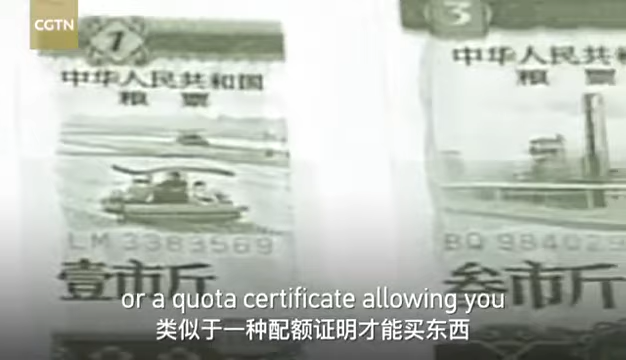 CGTN
1
中华人民共和国
粮 票
LM 3383569
壹市斤
3
中华人民共
粮 票
BQ 984029
叁市斤
or a quota certificate allowing you
类似于一种配额证明才能买东西